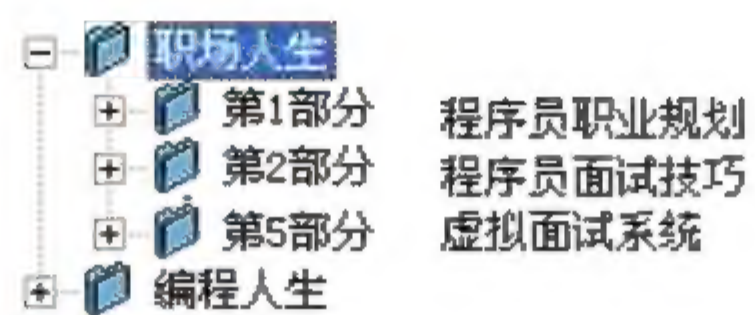 职场人生
第1部分 程序员职业规划
第2部分 程序员面试技巧
第5部分 虚拟面试系统
编程人生